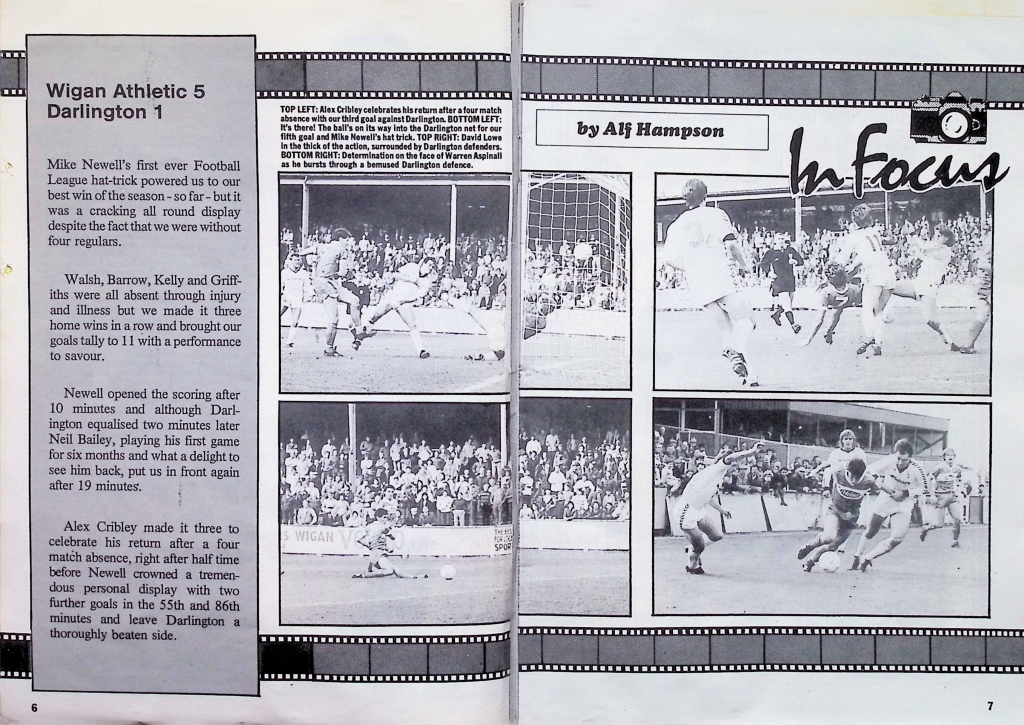 Wigan Athletic 5
Darlington 1
Mike Newell's first ever Football
League hat-trick powered us to our
best win of the season - so far - but it
was a cracking all round display
despite the fact that we were without
four regulars.
Walsh, Barrow, Kelly and Griff-
iths were all absent through injury
and illness but we made it three
home wins in a row and brought our
goals tally to 11 with a performance
to savour.
Newell opened the scoring after
10 minutes and although Darl-
ington equalised two minutes later
Neil Bailey, playing his first game
for six months and what a delight to
see him back, put us in front again
after 19 minutes.
Alex Cribley made it three to
celebrate his return after a four
match absence, right after half time
before Newell crowned a tremen-
dous personal display with two
further goals in the 55th and 86th
minutes and leave Darlington a
thoroughly beaten side.
6
TOP LEFT: Alex Cribley celebrates his return after a four match
absence with our third goal against Darlington. BOTTOM LEFT:
It's there! The ball's on its way into the Darlington net for our
fifth goal and Mike Newell's hat trick. TOP RIGHT: David Lowe
in the thick of the action, surrounded by Darlington defenders.
BOTTOM RIGHT: Determination on the face of Warren Aspinall
as he bursts through a bemused Darlington defence.
S WIGAN
SPOR
by Alf Hampson
In Focus
11
7
7